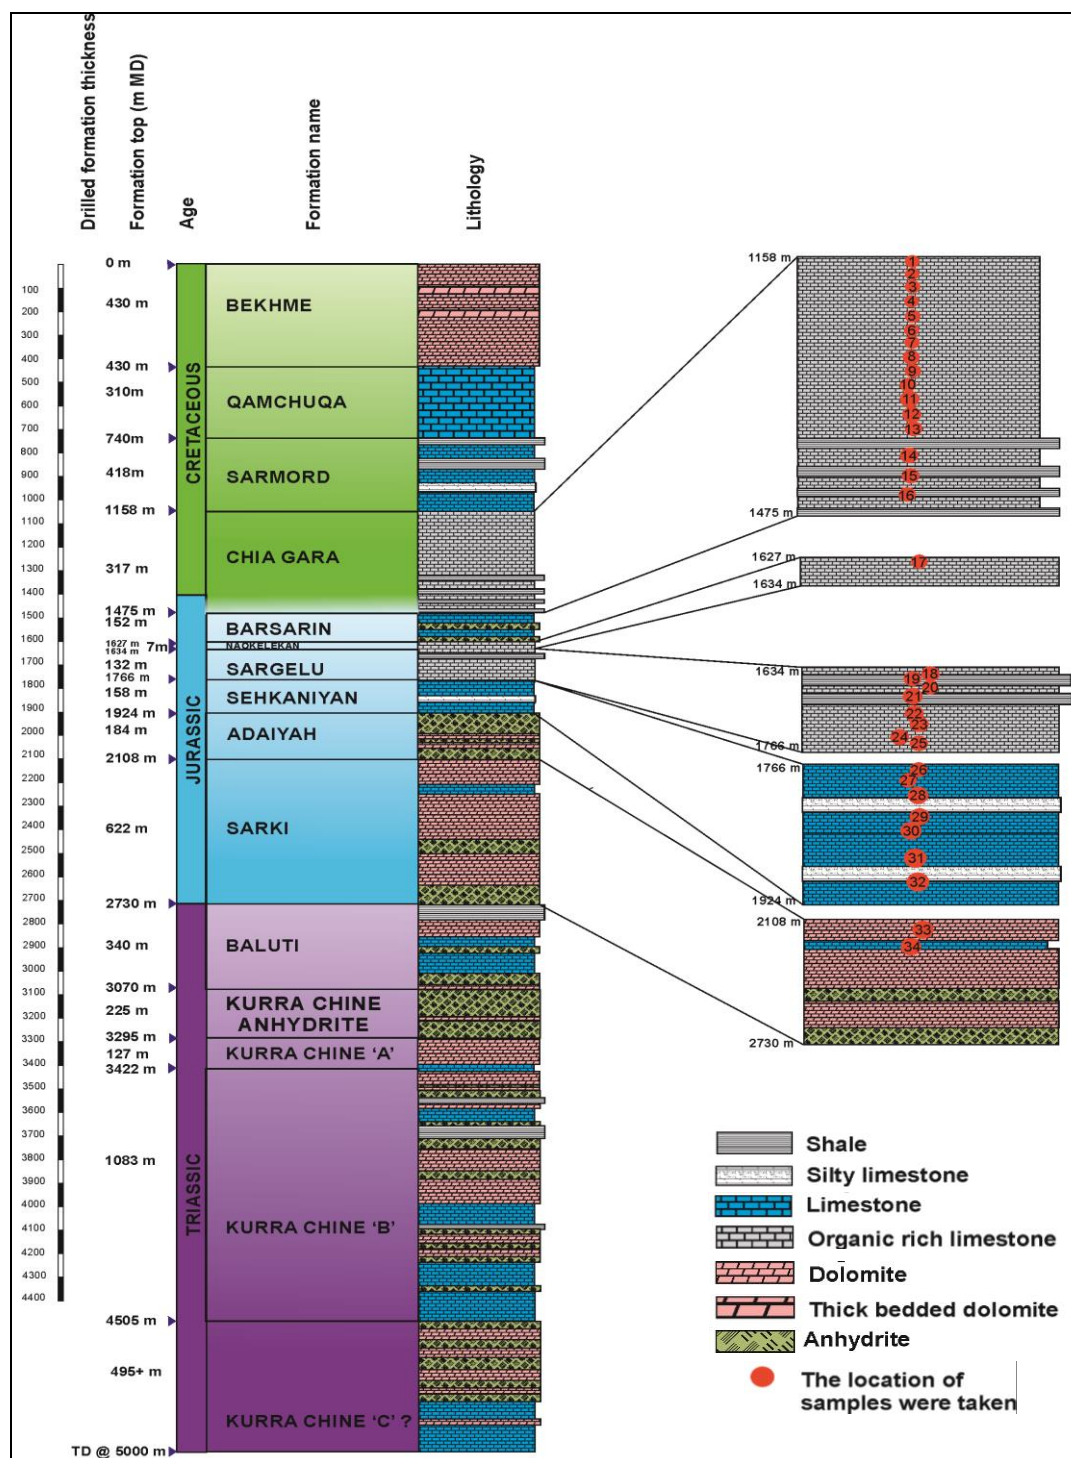 Drilled formation thickness
Formation top (m MD)
Age
Formation name
Lithology
0 m
430 m
430 m
310m
740m
418m
1158 m
317 m
1475 m
152 m
1627 m
1634 m
7m
132 m
1766 m
158 m
1924 m
184 m
2108 m
622 m
2730 m
340 m
3070 m
225 m
3295 m
127 m
3422 m
1083 m
4505 m
495+ m
TD @ 5000 m
100
200
300
400
500
600
700
800
900
1000
1100
1200
1300
1400
1500
1600
1700
1800
1900
2000
2100
2200
2300
2400
2500
2600
2700
2800
2900
3000
3100
3200
3300
3400
3500
3600
3700
3800
3900
4000
4100
4200
4300
4400
CRETACEOUS
JURASSIC
TRIASSIC
BEKHME
QAMCHUQA
SARMORD
CHIA GARA
BARSARIN
NAOKELEKAN
SARGELU
SEHKANIYAN
ADAIYAH
SARKI
BALUTI
KURRA CHINE
ANHYDRITE
KURRA CHINE ‘A’
KURRA CHINE ‘B’
KURRA CHINE ‘C’ ?
1158 m
1
2
3
4
5
6
7
8
9
10
11
12
13
14
15
16
1475 m
1627 m
17
1634 m
1634 m
18
19
20
21
22
23
24
25
1766 m
1766 m
26
27
28
29
30
31
32
1924 m
2108 m
33
34
2730 m
Shale
Silty limestone
Limestone
Organic rich limestone
Dolomite
Thick bedded dolomite
Anhydrite
The location of
samples were taken